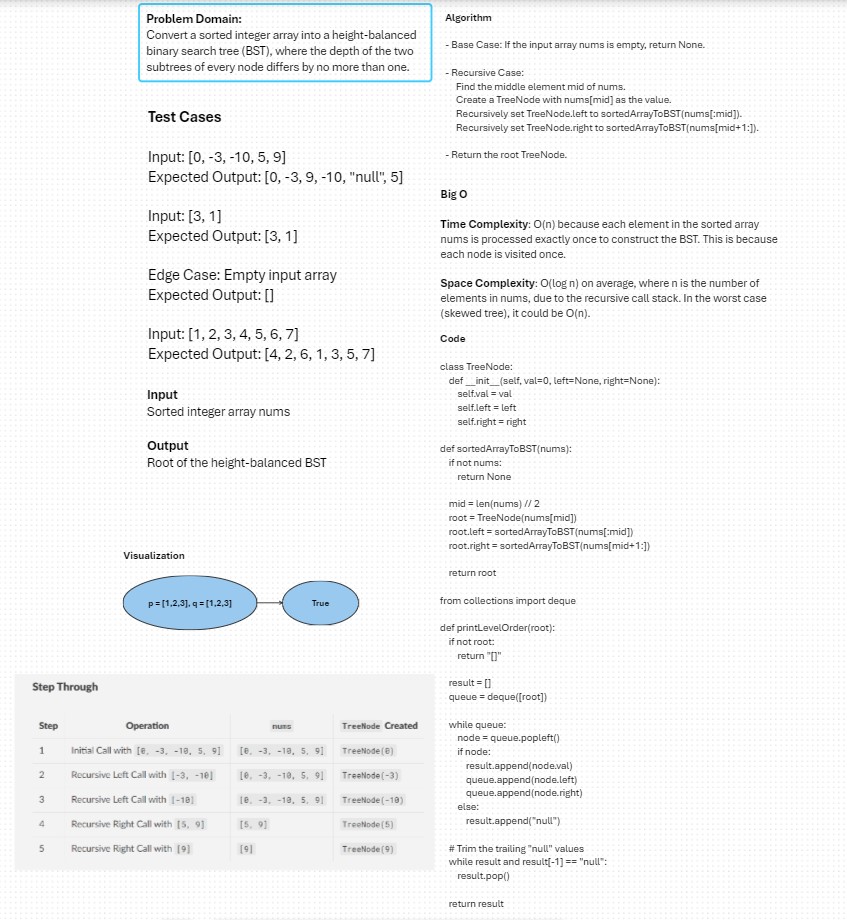 Problem Domain:
Convert a sorted integer array into a height-balanced
binary search tree (BST), where the depth of the two
subtrees of every node differs by no more than one.
Test Cases
Input: [0, -3, -10, 5, 9]
Expected Output: [0, -3, 9, -10, "null", 5]
Input: [3, 1]
Expected Output: [3, 1]
Edge Case: Empty input array
Expected Output: []
Input: [1, 2, 3, 4, 5, 6, 7]
Expected Output: [4, 2, 6, 1, 3, 5, 7]
Input
Sorted integer array nums
Output
Root of the height-balanced BST
Visualization
p = [1,2,3], q = [1,2,3]
True
Step Through
Step Operation nums TreeNode Created
1 Initial Call with [0, -3, -10, 5, 9] [0, -3, -10, 5, 9] TreeNode(0)
2 Recursive Left Call with [-3, -10] [0, -3, -10, 5, 9] TreeNode(-3)
3 Recursive Left Call with [-10] [0, -3, -10, 5, 9] TreeNode(-10)
4 Recursive Right Call with [5, 9] [5, 9] TreeNode(5)
5 Recursive Right Call with [9] [9] TreeNode(9)
Algorithm
- Base Case: If the input array nums is empty, return None.
- Recursive Case:
Find the middle element mid of nums.
Create a TreeNode with nums[mid] as the value.
Recursively set TreeNode.left to sortedArrayToBST(nums[:mid]).
Recursively set TreeNode.right to sortedArrayToBST(nums[mid+1:]).
- Return the root TreeNode.
Big O
Time Complexity: O(n) because each element in the sorted array
nums is processed exactly once to construct the BST. This is because
each node is visited once.
Space Complexity: O(log n) on average, where n is the number of
elements in nums, due to the recursive call stack. In the worst case
(skewed tree), it could be O(n).
Code
class TreeNode:
def __init__(self, val=0, left=None, right=None):
self.val = val
self.left = left
self.right = right
def sortedArrayToBST(nums):
if not nums:
return None
mid = len(nums) // 2
root = TreeNode(nums[mid])
root.left = sortedArrayToBST(nums[:mid])
root.right = sortedArrayToBST(nums[mid+1:])
return root
from collections import deque
def printLevelOrder(root):
if not root:
return "[]"
result = []
queue = deque([root])
while queue:
node = queue.popleft()
if node:
result.append(node.val)
queue.append(node.left)
queue.append(node.right)
else:
result.append("null")
# Trim the trailing "null" values
while result and result[-1] == "null":
result.pop()
return result